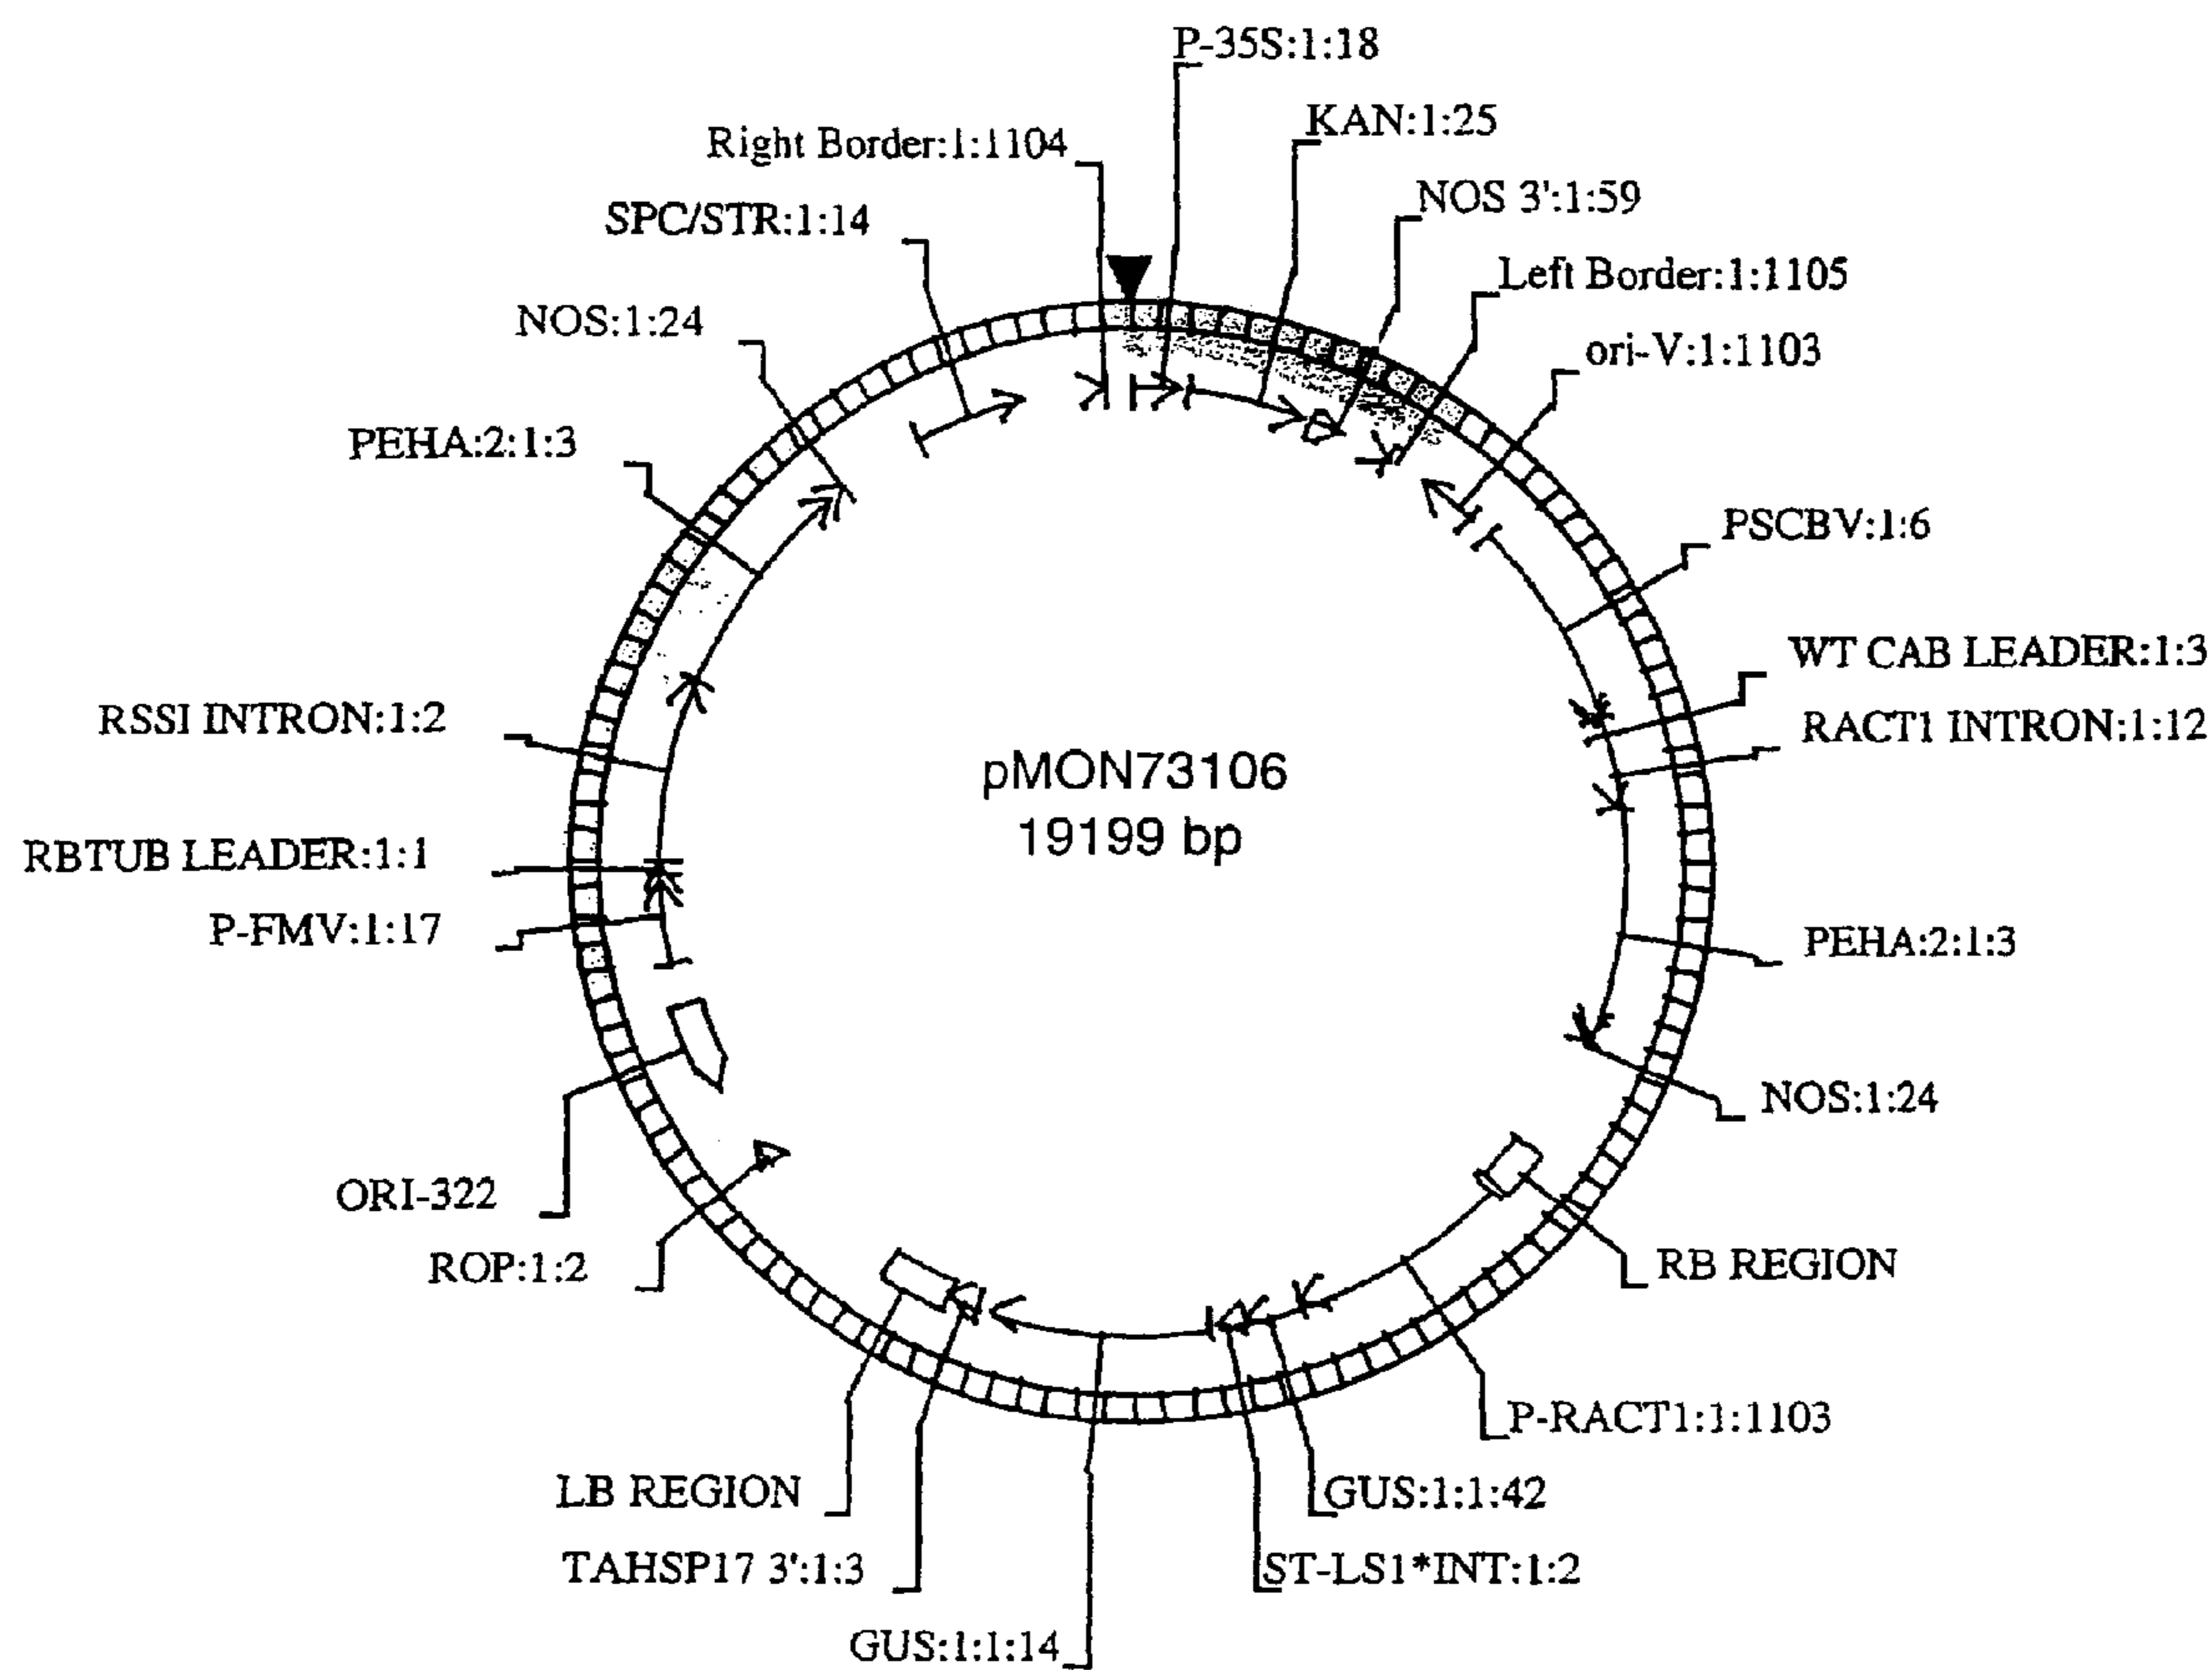 P-35S:1:18
KAN:1:25
Right Border:1:1104
NOS 3':1:59
SPC/STR:1:14
Left Border:1:1105
NOS:1:24
ori-V:1:1103
PEHA:2:1:3
PSCBV:1:6
WT CAB LEADER:1:3
RSSI INTRON:1:2
RACT1 INTRON:1:12
pMON73106
19199 bp
RBTUB LEADER:1:1
P-FMV:1:17
PEHA:2:1:3
NOS:1:24
ORI-322
ROP:1:2
RB REGION
P-RACT1:1:1103
LB REGION
GUS:1:1:42
TAHSP17 3':1:3
ST-LS1*INT:1:2
GUS:1:1:14